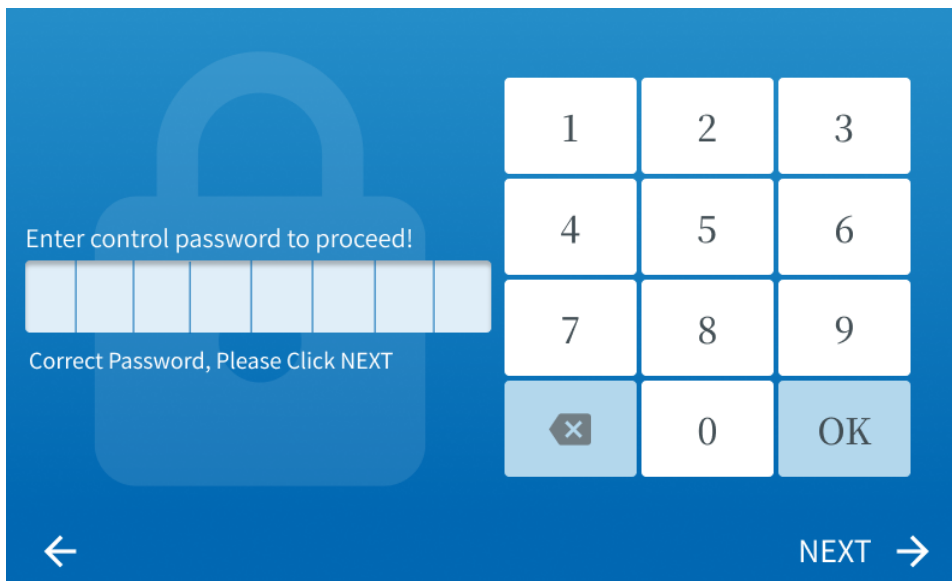 Enter control password to proceed!
Correct Password, Please Click NEXT
1 2 3
4 5 6
7 8 9
0 OK
NEXT